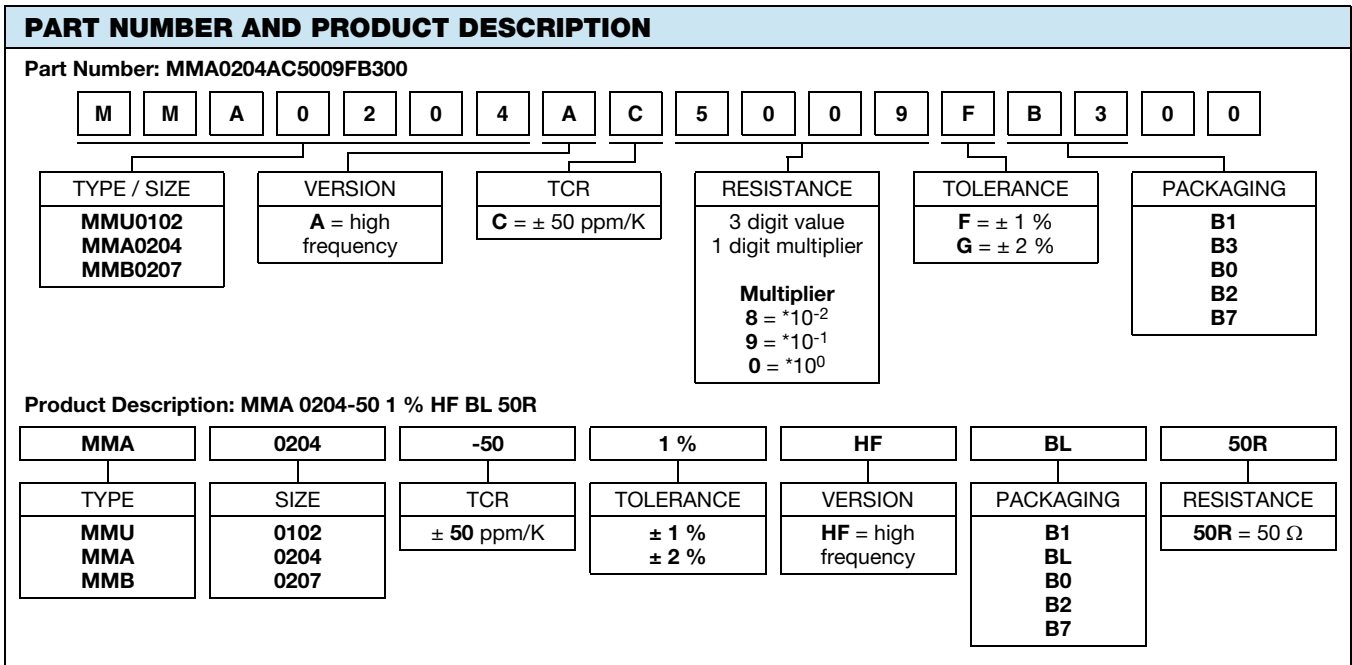 PART NUMBER AND PRODUCT DESCRIPTION
Part Number: MMA0204AC5009FB300
M M A 0 2 0 4 A C 5 0 0 9 F B 3 0 0
TYPE / SIZE
MMU0102
MMA0204
MMB0207
VERSION
A = high
frequency
TCR
C = ± 50 ppm/K
RESISTANCE
3 digit value
1 digit multiplier
Multiplier
8 = *10-2
9 = *10-1
0 = *100
TOLERANCE
F = ± 1 %
G = ± 2 %
PACKAGING
B1
B3
B0
B2
B7
Product Description: MMA 0204-50 1 % HF BL 50R
MMA 0204 -50 1 % HF BL 50R
TYPE
MMU
MMA
MMB
SIZE
0102
0204
0207
TCR
± 50 ppm/K
TOLERANCE
± 1 %
± 2 %
VERSION
HF = high
frequency
PACKAGING
B1
BL
B0
B2
B7
RESISTANCE
50R = 50 Ω